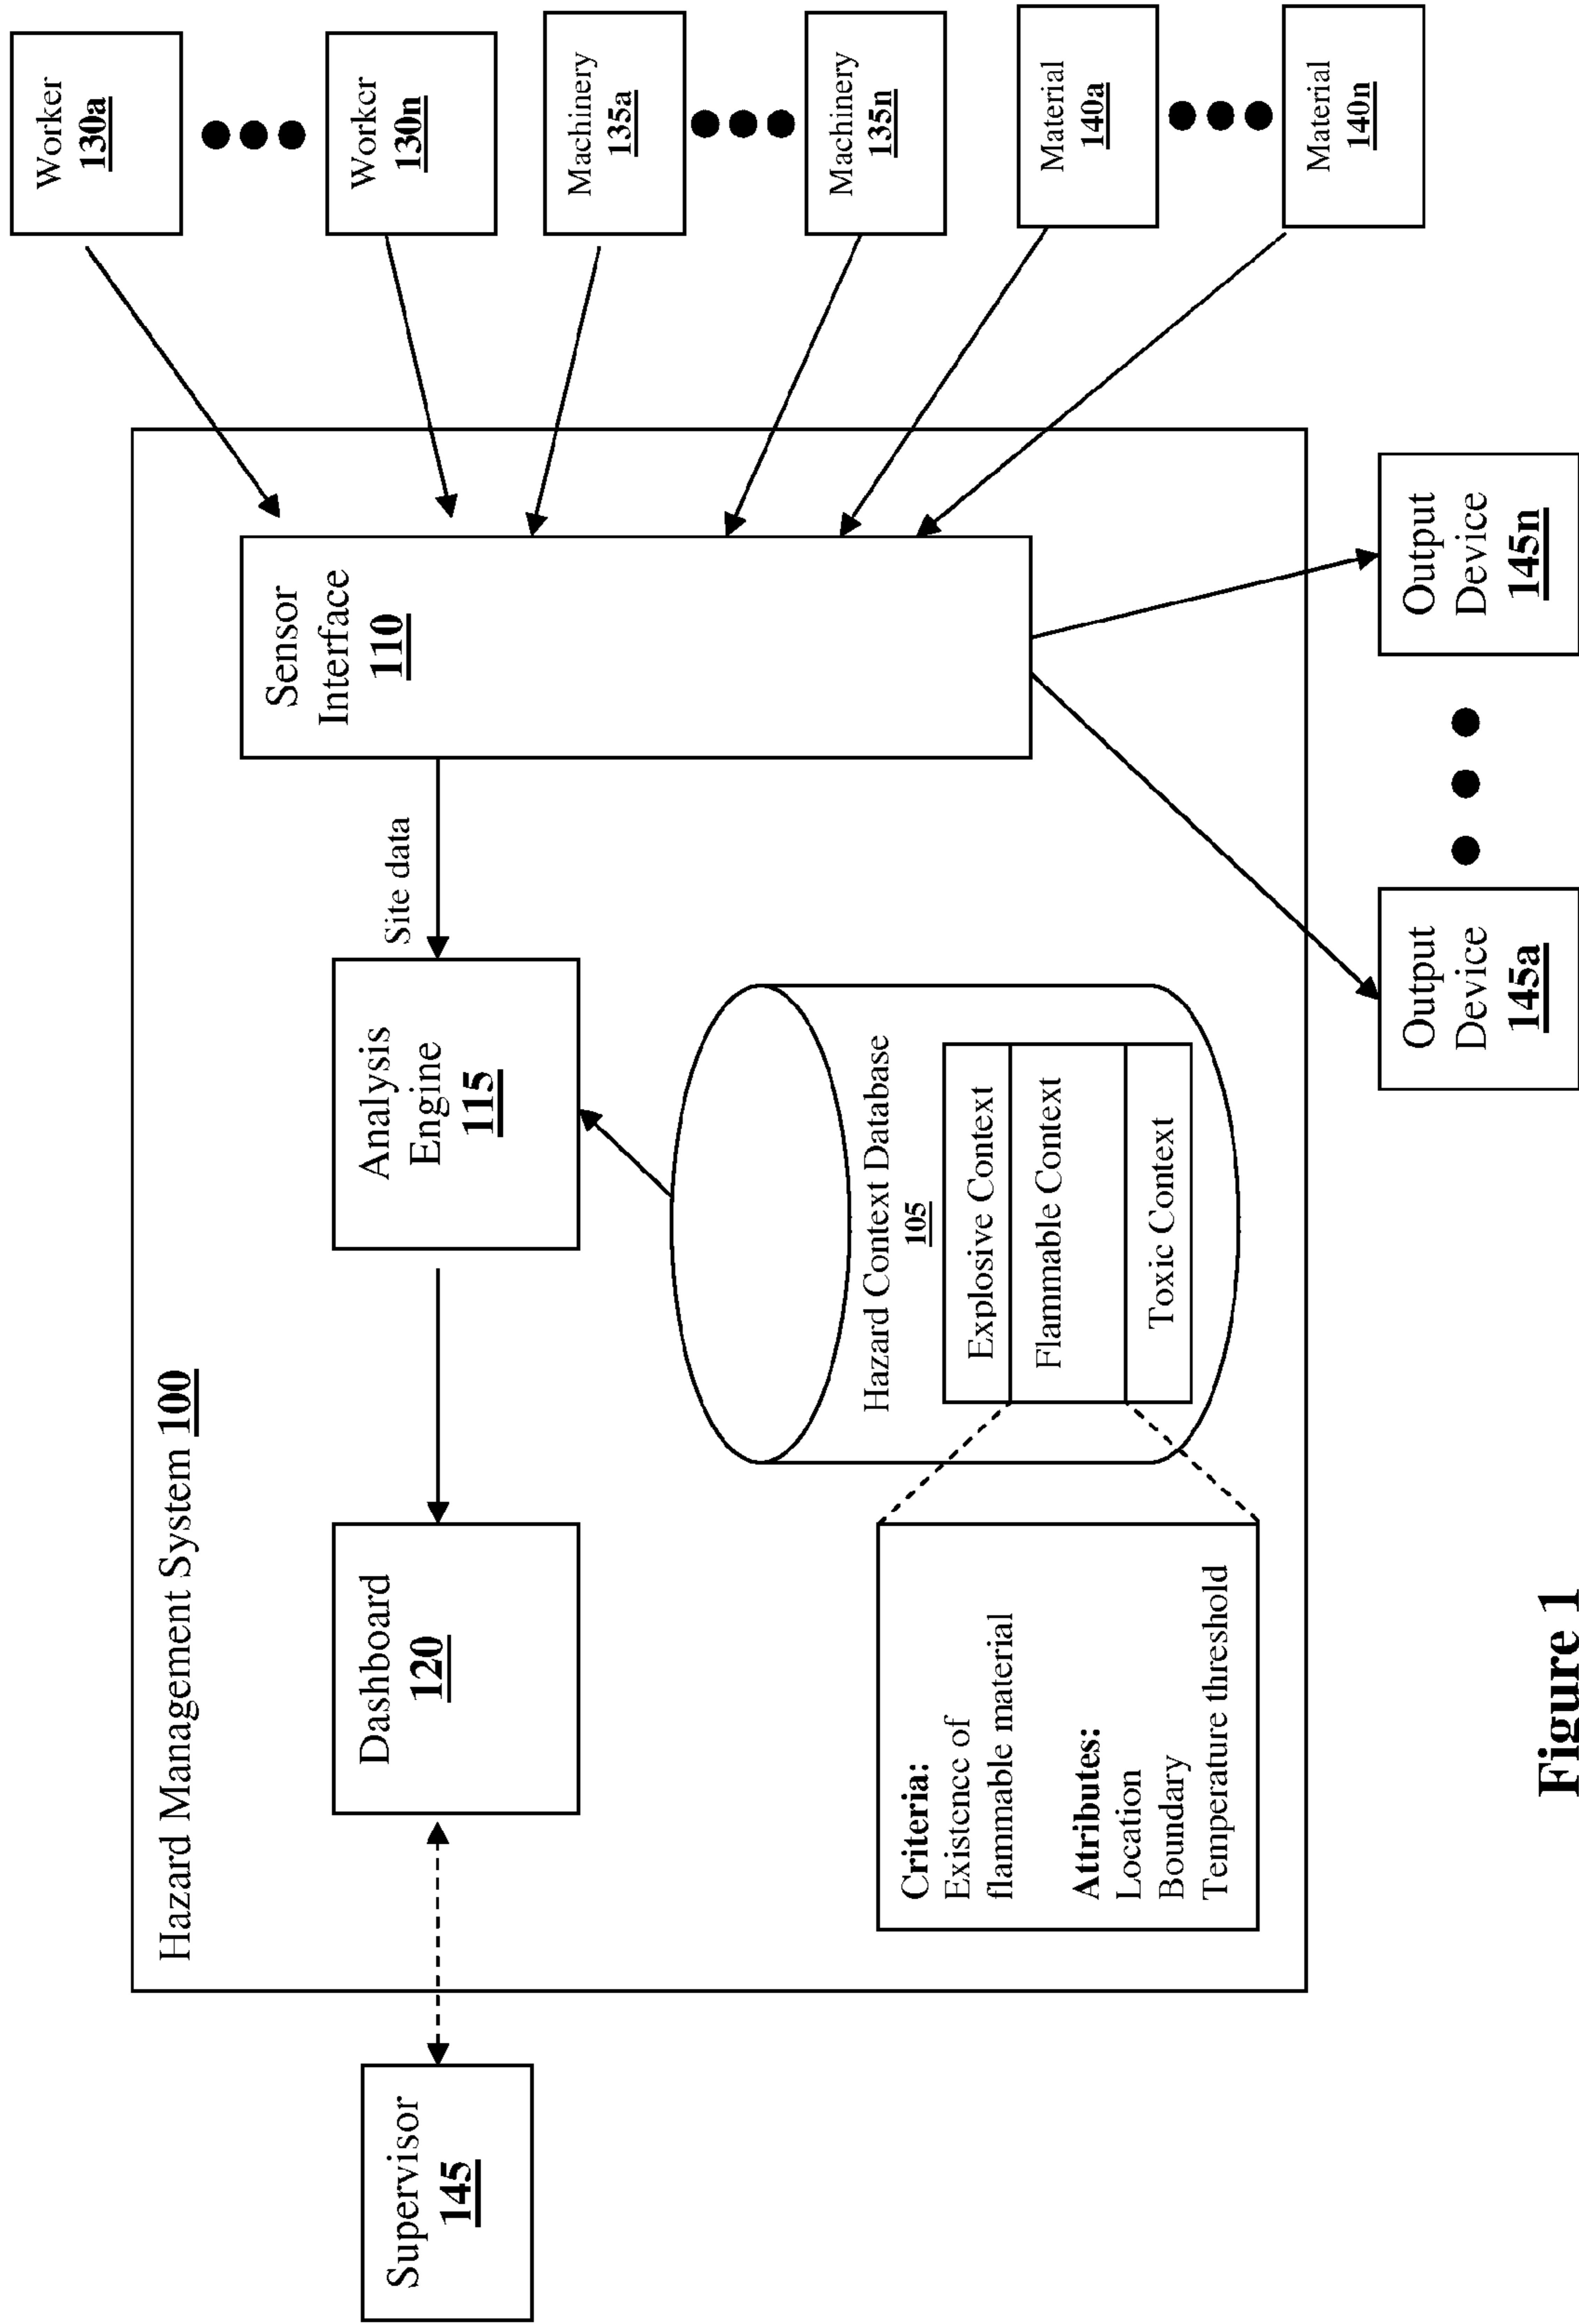 Hazard Management System 100
Supervisor
145
Dashboard
120
Analysis
Engine
115
Site data
Sensor
Interface
110
Worker
130a
Worker
130n
Machinery
135a
Machinery
135n
Material
140a
Material
140n
Hazard Context Database
105
Explosive Context
Flammable Context
Toxic Context
Criteria:
Existence of
flammable material
Attributes:
Location
Boundary
Temperature threshold
Output
Device
145a
Output
Device
145n
Figure 1